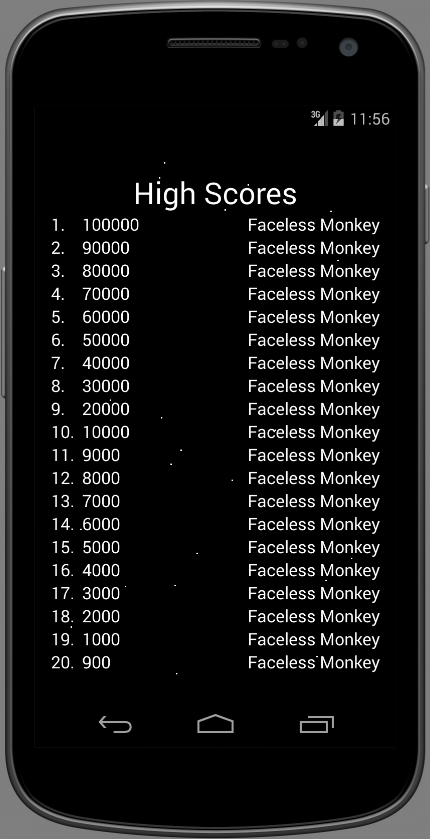 3G 11:56
High Scores
1. 100000 Faceless Monkey
2. 90000 Faceless Monkey
3. 80000 Faceless Monkey
4. 70000 Faceless Monkey
5. 60000 Faceless Monkey
6. 50000 Faceless Monkey
7. 40000 Faceless Monkey
8. 30000 Faceless Monkey
9. 20000 Faceless Monkey
10. 10000 Faceless Monkey
11. 9000 Faceless Monkey
12. 8000 Faceless Monkey
13. 7000 Faceless Monkey
14. 6000 Faceless Monkey
15. 5000 Faceless Monkey
16. 4000 Faceless Monkey
17. 3000 Faceless Monkey
18. 2000 Faceless Monkey
19. 1000 Faceless Monkey
20. 900 Faceless Monkey